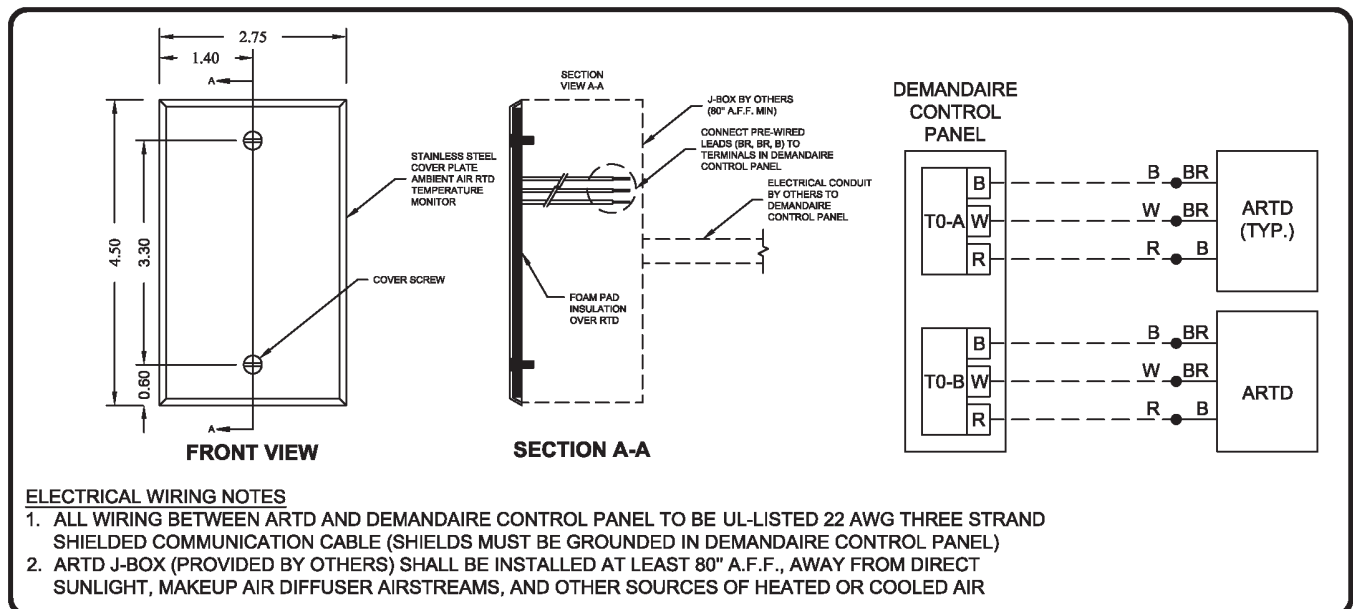 2.75
1.40
A
4.50
3.30
0.60
A
STAINLESS STEEL
COVER PLATE
AMBIENT AIR RTD
TEMPERATURE
MONITOR
COVER SCREW
FRONT VIEW
SECTION
VIEW A-A
J-BOX BY OTHERS
(80" A.F.F. MIN)
CONNECT PRE-WIRED
LEADS (BR, BR, B) TO
TERMINALS IN DEMANDAIRE
CONTROL PANEL
ELECTRICAL CONDUIT
BY OTHERS TO
DEMANDAIRE
CONTROL PANEL
FOAM PAD
INSULATION
OVER RTD
SECTION A-A
DEMANDAIRE
CONTROL
PANEL
B B BR
T0-A W W BR
R R B
ARTD
(TYP.)
B B BR
T0-B W W BR
R R B
ARTD
ELECTRICAL WIRING NOTES
1. ALL WIRING BETWEEN ARTD AND DEMANDAIRE CONTROL PANEL TO BE UL-LISTED 22 AWG THREE STRAND
SHIELDED COMMUNICATION CABLE (SHIELDS MUST BE GROUNDED IN DEMANDAIRE CONTROL PANEL)
2. ARTD J-BOX (PROVIDED BY OTHERS) SHALL BE INSTALLED AT LEAST 80" A.F.F., AWAY FROM DIRECT
SUNLIGHT, MAKEUP AIR DIFFUSER AIRSTREAMS, AND OTHER SOURCES OF HEATED OR COOLED AIR